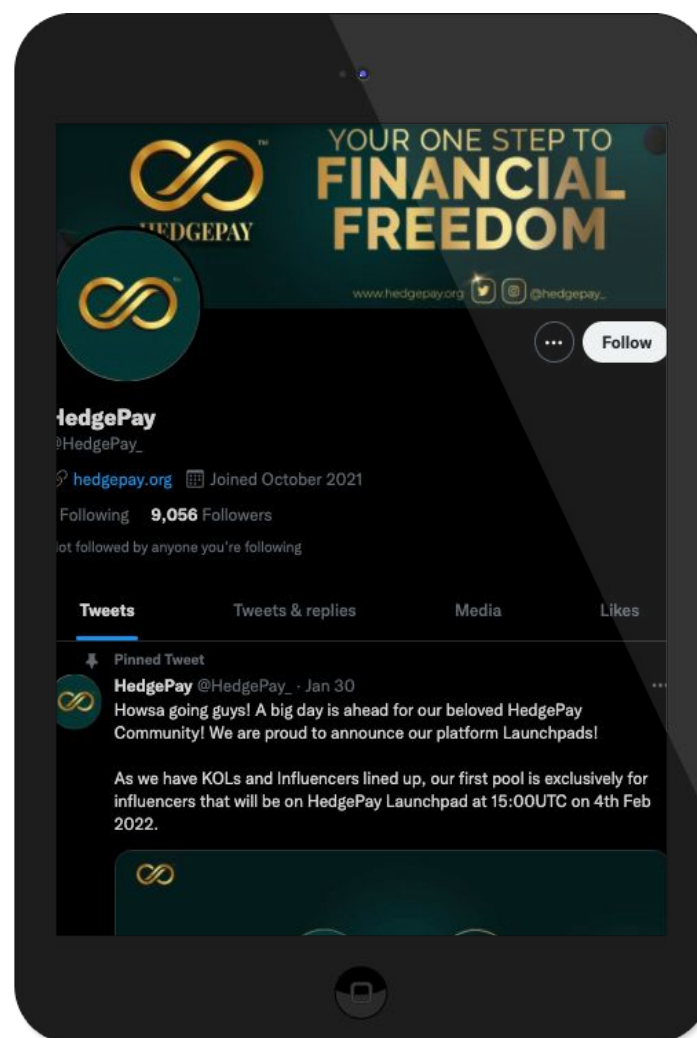 YOUR ONE STEP TO
FINANCIAL
FREEDOM
HEDGEPAY
www.hedgepay.org @hedgepay_
Follow
HedgePay
@HedgePay_
hedgepay.org Joined October 2021
Following 9,056 Followers
ot followed by anyone you're following
Tweets Tweets & replies Media Likes
Pinned Tweet
HedgePay @HedgePay_ · Jan 30
Howsa going guys! A big day is ahead for our beloved HedgePay
Community! We are proud to announce our platform Launchpads!
As we have KOLs and Influencers lined up, our first pool is exclusively for
influencers that will be on HedgePay Launchpad at 15:00UTC on 4th Feb
2022.